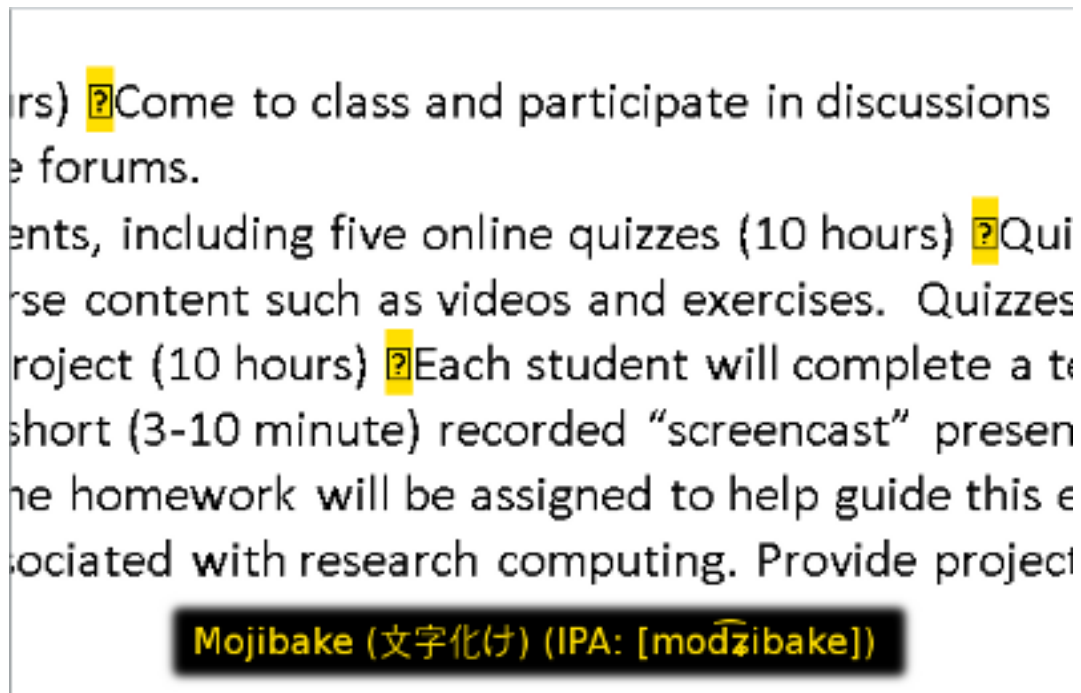 rs) ⍰Come to class and participate in discussions
e forums.
ents, including five online quizzes (10 hours) ⍰Qui
rse content such as videos and exercises.  Quizzes
roject (10 hours) ⍰Each student will complete a te
short (3-10 minute) recorded “screencast” presen
ne homework will be assigned to help guide this e
sociated with research computing. Provide project
Mojibake (文字化け) (IPA: [mod͡ʑibake])